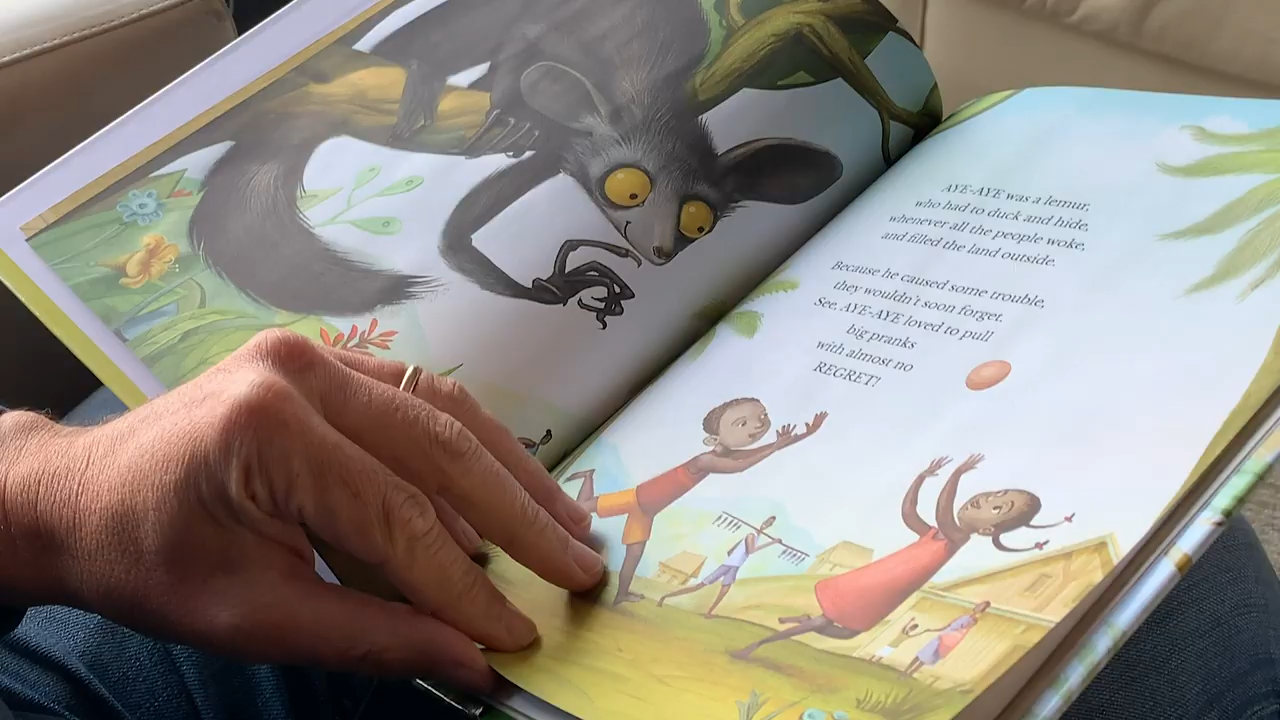 AYE-AYE was a lemur,
who had to duck and hide,
whenever all the people woke,
and filled the land outside.
Because he caused some trouble,
they wouldn't soon forget.
See, AYE-AYE loved to pull
big pranks
with almost no
REGRET!